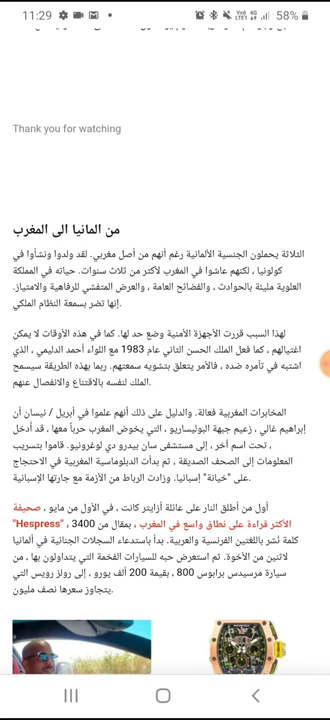 11:29
58%
Thank you for watching
من المانيا الى المغرب
الثلاثة يحملون الجنسية الألمانية رغم أنهم من أصل مغربي. لقد ولدوا ونشأوا في
كولونيا ، لكنهم عاشوا في المغرب لأكثر من ثلاث سنوات. حياته في المملكة
العلوية مليئة بالحوادث ، والفضائح العامة ، والعرض المتفشي للرفاهية والامتياز.
إنها تضر بسمعة النظام الملكي.
لهذا السبب قررت الأجهزة الأمنية وضع حد لها. كما في هذه الأوقات لا يمكن
اغتيالهم ، كما فعل الملك الحسن الثاني عام 1983 مع اللواء أحمد الدليمي ، الذي
اشتبه في تأمره ضده ، فالأمر يتعلق بتشويه سمعتهم. ربما بهذه الطريقة سيسمح
الملك لنفسه بالاقتناع والانفصال عنهم.
المخابرات المغربية فعالة. والدليل على ذلك أنهم علموا في أبريل / نيسان أن
إبراهيم غالي ، زعيم جبهة البوليساريو ، التي يخوض المغرب حرباً معها ، قد أدخل
، تحت اسم آخر ، إلى مستشفى سان بيدرو دي لوغرونيو. قاموا بتسريب
المعلومات إلى الصحف الصديقة ، ثم بدأت الدبلوماسية المغربية في الاحتجاج
على "خيانة" إسبانيا. وزادت الرباط من الأزمة مع جارتها الإسبانية.
أول من أطلق النار على عائلة أزايتر كانت ، في الأول من مايو ، صحيفة
"Hespress" ، الأكثر قراءة على نطاق واسع في المغرب ، بمقال من 3400
كلمة نُشر باللغتين الفرنسية والعربية. بدأ باستدعاء السجلات الجنائية في ألمانيا
لاثنين من الأخوة. ثم استعرض حبه للسيارات الفخمة التي يتداولون بها ، من
سيارة مرسيدس برابوس 800 ، بقيمة 200 ألف يورو ، إلى رولز رويس التي
يتجاوز سعرها نصف مليون.